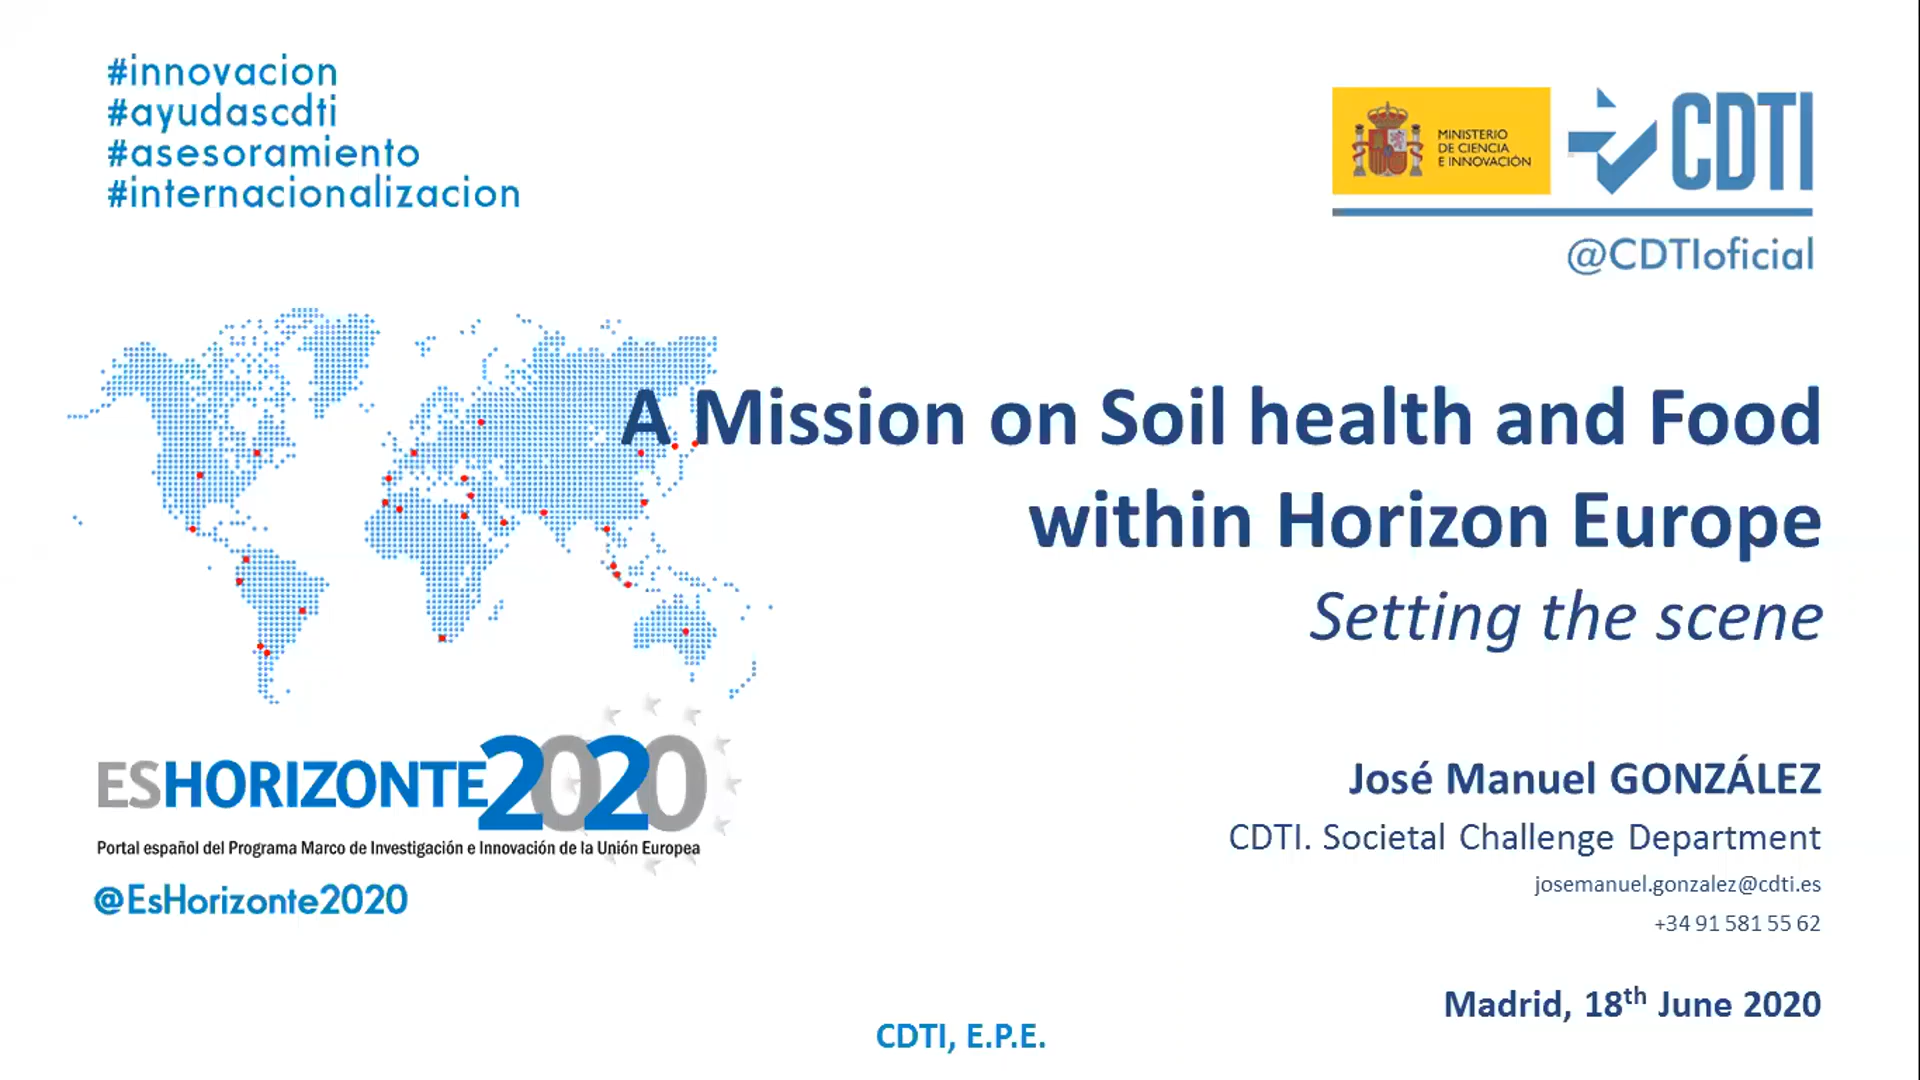 #innovacion
#ayudascdti
#asesoramiento
#internacionalizacion
MINISTERIO
DE CIENCIA
E INNOVACIÓN
CDTI
@CDTIoficial
A Mission on Soil health and Food
within Horizon Europe
Setting the scene
ESHORIZONTE2020
Portal español del Programa Marco de Investigación e Innovación de la Unión Europea
@EsHorizonte2020
José Manuel GONZÁLEZ
CDTI. Societal Challenge Department
josemanuel.gonzalez@cdti.es
+34 91 581 55 62
Madrid, 18th June 2020
CDTI, E.P.E.